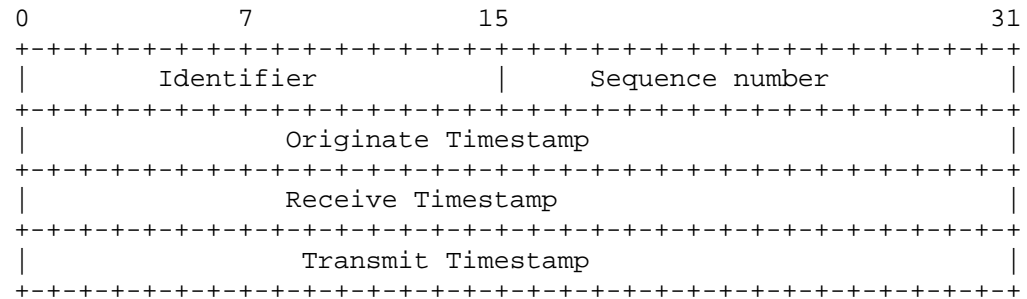 0             7              15                              31
+-+-+-+-+-+-+-+-+-+-+-+-+-+-+-+-+-+-+-+-+-+-+-+-+-+-+-+-+-+-+-+
|        Identifier           |     Sequence number           |
+-+-+-+-+-+-+-+-+-+-+-+-+-+-+-+-+-+-+-+-+-+-+-+-+-+-+-+-+-+-+-+
|                Originate Timestamp                          |
+-+-+-+-+-+-+-+-+-+-+-+-+-+-+-+-+-+-+-+-+-+-+-+-+-+-+-+-+-+-+-+
|                Receive Timestamp                            |
+-+-+-+-+-+-+-+-+-+-+-+-+-+-+-+-+-+-+-+-+-+-+-+-+-+-+-+-+-+-+-+
|                 Transmit Timestamp                          |
+-+-+-+-+-+-+-+-+-+-+-+-+-+-+-+-+-+-+-+-+-+-+-+-+-+-+-+-+-+-+-+